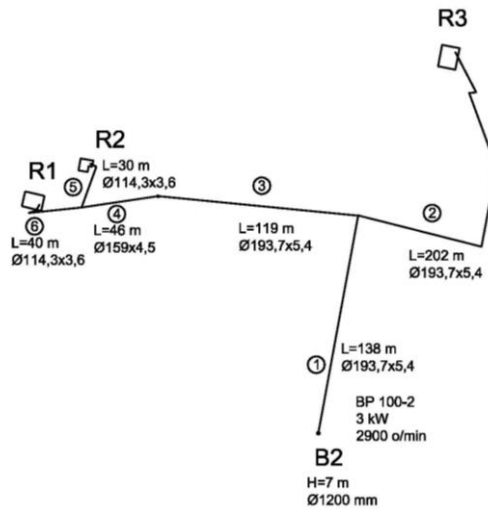 R3
R2
R1
⑤
L=30 m
Ø114,3x3,6
③
⑥
④
②
L=40 m
Ø114,3x3,6
L=46 m
Ø159x4,5
L=119 m
Ø193,7x5,4
L=202 m
Ø193,7x5,4
①
L=138 m
Ø193,7x5,4
BP 100-2
3 kW
2900 o/min
B2
H=7 m
Ø1200 mm